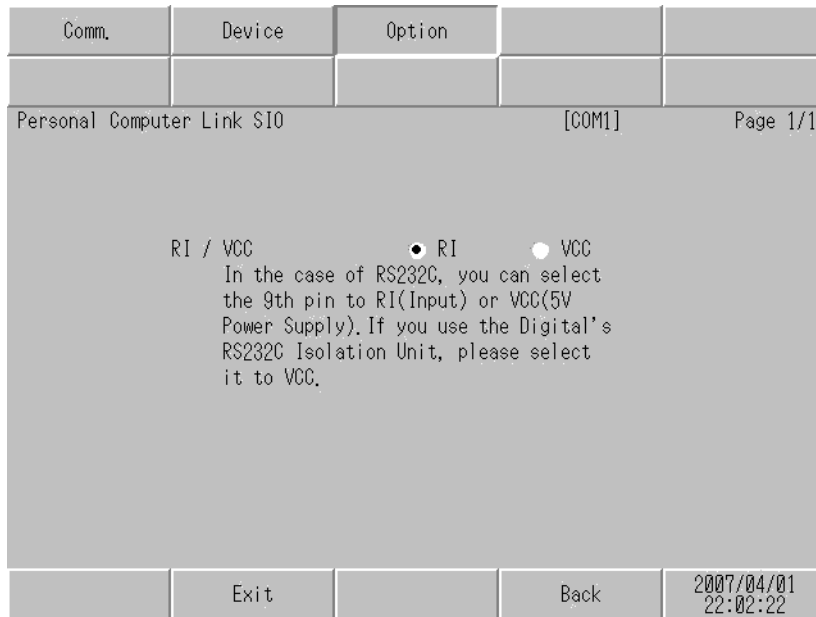 Comm. Device Option
Personal Computer Link SIO [COM1] Page 1/1
RI / VCC RI VCC
In the case of RS232C, you can select
the 9th pin to RI(Input) or VCC(5V
Power Supply).If you use the Digital's
RS232C Isolation Unit, please select
it to VCC.
Exit Back 2007/04/01
22:02:22